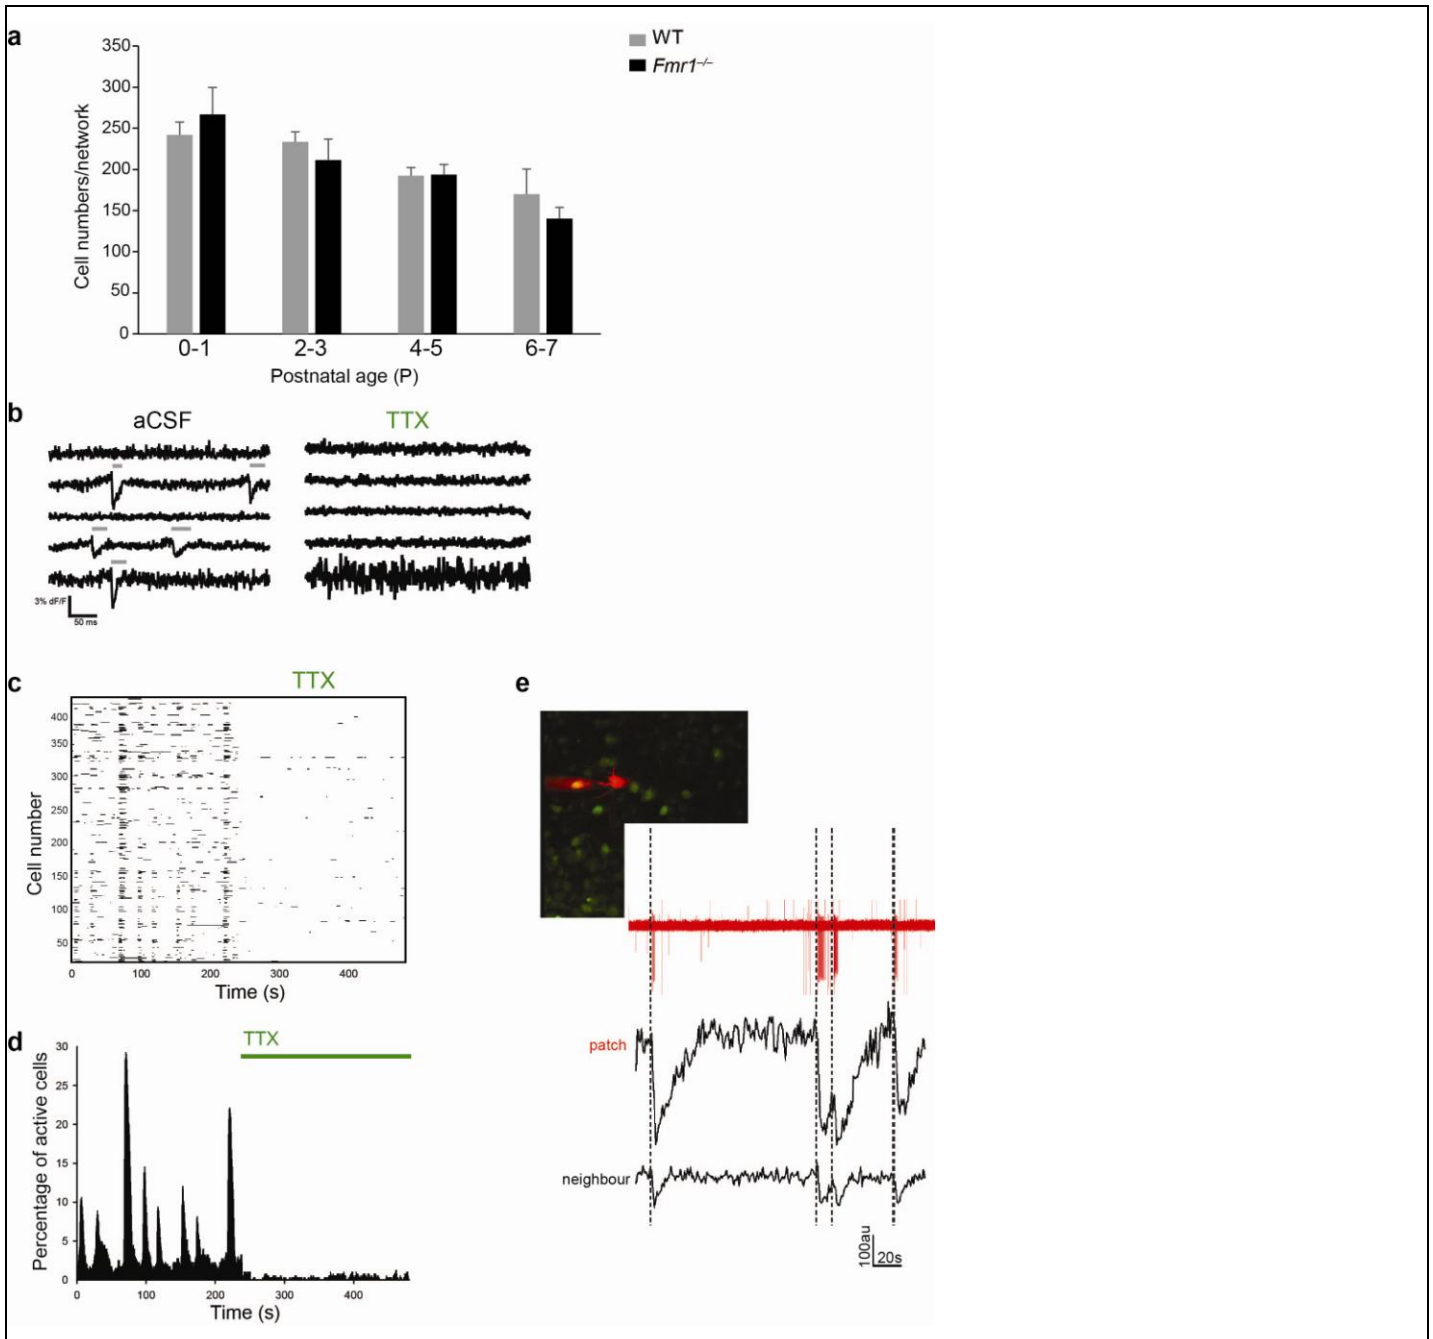 a
WT
Fmr1–/–
350
300
250
200
150
100
50
0
Cell numbers/network
0-1 2-3 4-5 6-7
Postnatal age (P)
b
aCSF TTX
3% dF/F
50 ms
c
TTX
400
350
300
250
200
150
100
50
Cell number
0 100 200 300 400
Time (s)
d
TTX
30
25
20
15
10
5
0
Percentage of active cells
0 100 200 300 400
Time (s)
e
patch
neighbour
100au
20s